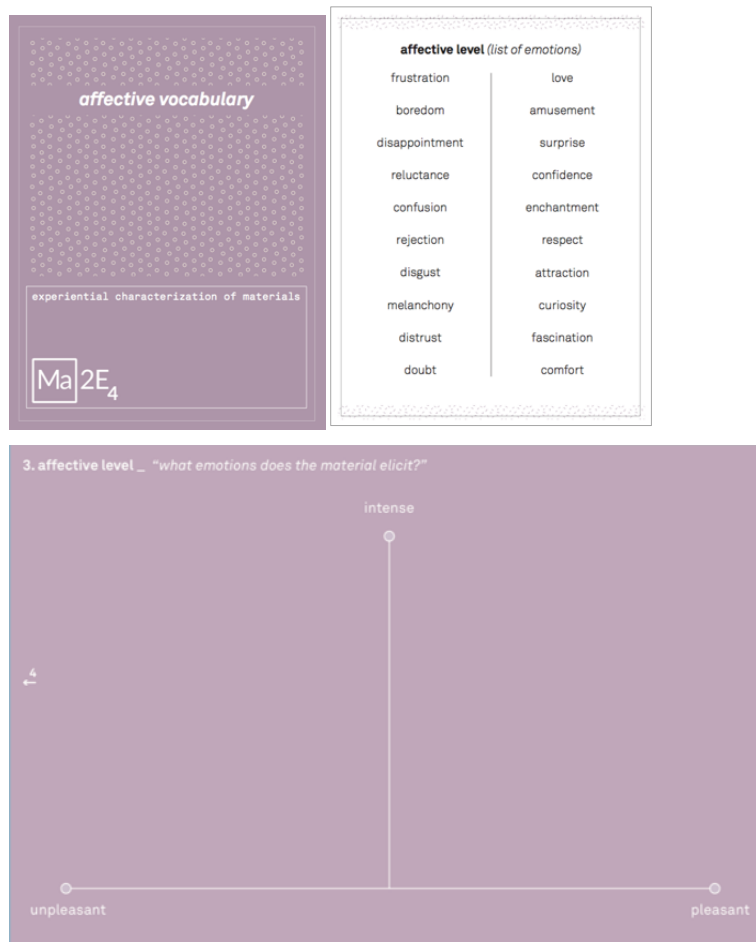 affective vocabulary
experiential characterization of materials
Ma 2E4
affective level (list of emotions)
frustration love
boredom amusement
disappointment surprise
reluctance confidence
confusion enchantment
rejection respect
disgust attraction
melanchony curiosity
distrust fascination
doubt comfort
3. affective level _ "what emotions does the material elicit?"
intense
4
unpleasant pleasant